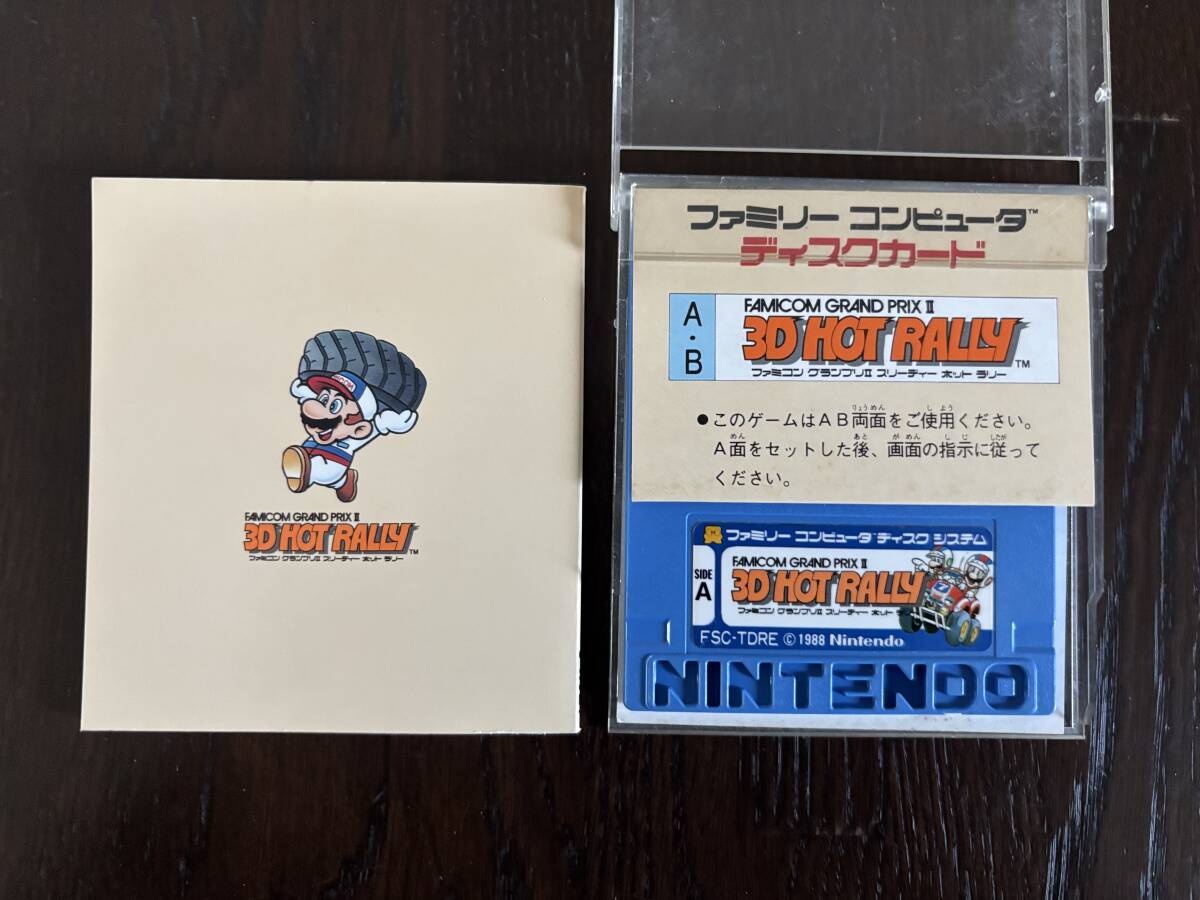 FAMICOM GRAND PRIX II
3D HOT RALLY™
ファミコン グランプリII スリーディー ホット ラリー
ファミリー コンピュータ™
ディスクカード
A・B
FAMICOM GRAND PRIX II
3D HOT RALLY™
ファミコン グランプリII スリーディー ホット ラリー
●このゲームはAB両面をご使用ください。
A面をセットした後、画面の指示に従って
ください。
ファミリー コンピュータ™ ディスク システム
SIDE
A
FAMICOM GRAND PRIX II
3D HOT RALLY
ファミコン グランプリII スリーディー ホット
FSC-TDRE ©1988 Nintendo
NINTENDO